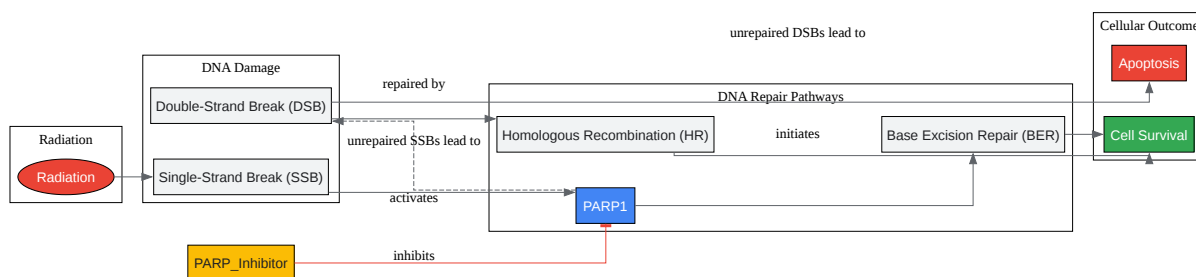 unrepaired DSBs lead to
Cellular Outcome
Apoptosis
DNA Damage
repaired by
Double-Strand Break (DSB)
DNA Repair Pathways
Radiation
unrepaired SSBs lead to
Homologous Recombination (HR)
initiates
Base Excision Repair (BER)
Cell Survival
Radiation
Single-Strand Break (SSB)
activates
PARP1
PARP_Inhibitor
inhibits